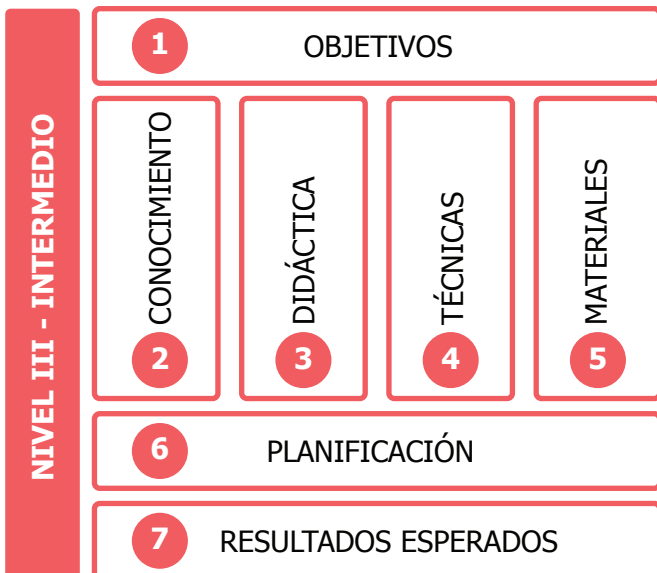 NIVEL III - INTERMEDIO
1 OBJETIVOS
CONOCIMIENTO
2
DIDÁCTICA
3
TÉCNICAS
4
MATERIALES
5
6 PLANIFICACIÓN
7 RESULTADOS ESPERADOS